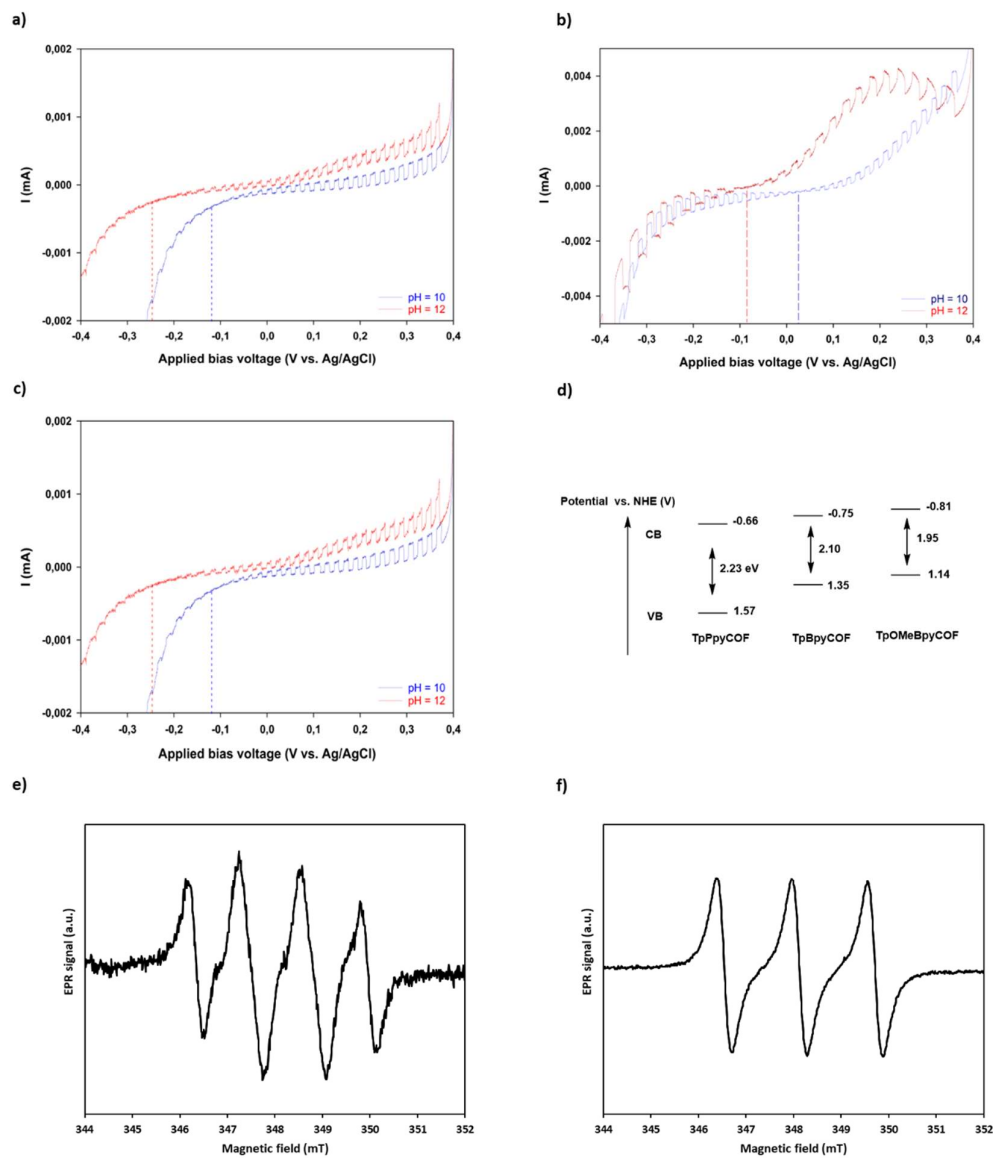 a)
0,002
0,001
0,000
-0,001
-0,002
I (mA)
pH = 10
pH = 12
-0,4 -0,3 -0,2 -0,1 0,0 0,1 0,2 0,3 0,4
Applied bias voltage (V vs. Ag/AgCl)
b)
0,004
0,002
0,000
-0,002
-0,004
I (mA)
pH = 10
pH = 12
-0,4 -0,3 -0,2 -0,1 0,0 0,1 0,2 0,3 0,4
Applied bias voltage (V vs. Ag/AgCl)
c)
0,002
0,001
0,000
-0,001
-0,002
I (mA)
pH = 10
pH = 12
-0,4 -0,3 -0,2 -0,1 0,0 0,1 0,2 0,3 0,4
Applied bias voltage (V vs. Ag/AgCl)
d)
Potential vs. NHE (V)
-0.66 -0.75 -0.81
CB
2.23 eV 2.10 1.95
1.57 1.35 1.14
VB
TpPpyCOF TpBpyCOF TpOMeBpyCOF
e)
EPR signal (a.u.)
344 345 346 347 348 349 350 351 352
Magnetic field (mT)
f)
EPR signal (a.u.)
344 345 346 347 348 349 350 351 352
Magnetic field (mT)